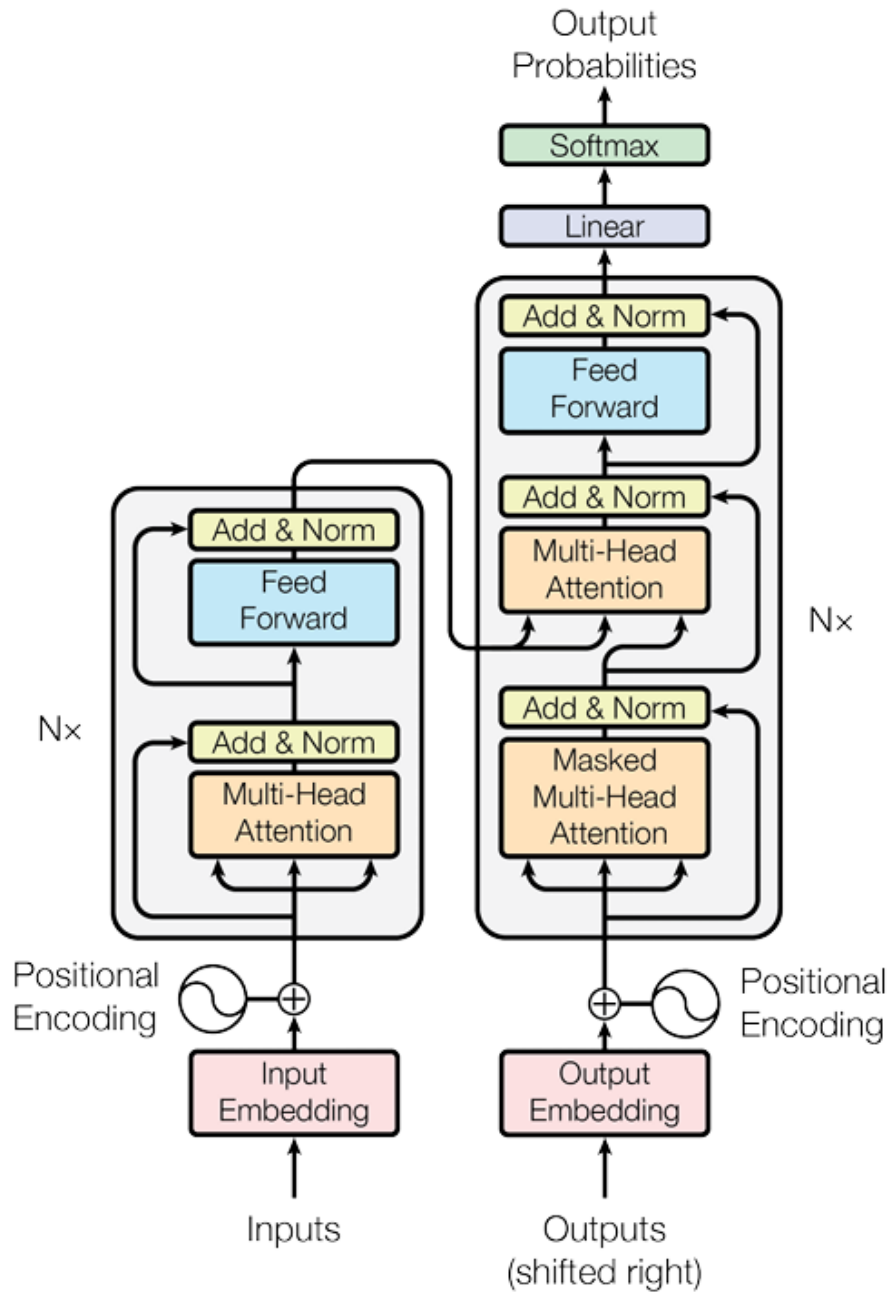 Output
Probabilities
Softmax
Linear
Add & Norm
Feed
Forward
Add & Norm
Multi-Head
Attention
Add & Norm
Masked
Multi-Head
Attention
N×
Add & Norm
Feed
Forward
Add & Norm
Multi-Head
Attention
N×
Positional
Encoding
Positional
Encoding
Input
Embedding
Output
Embedding
Inputs
Outputs
(shifted right)